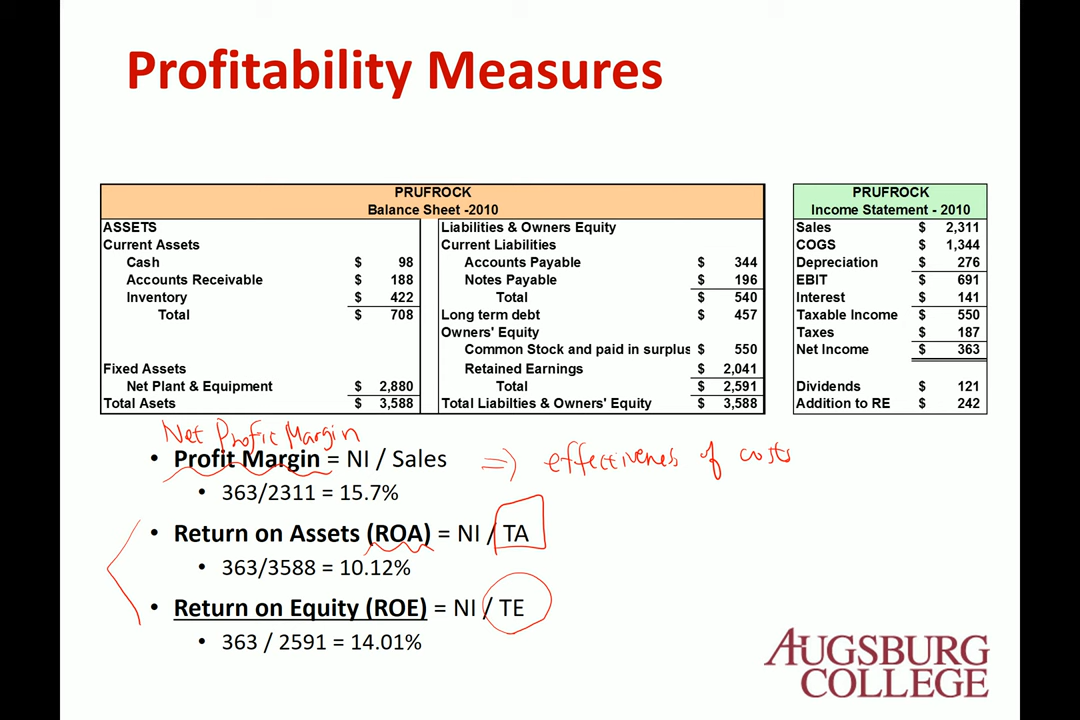 Profitability Measures
PRUFROCK
Balance Sheet -2010
ASSETS Liabilities & Owners Equity
Current Assets Current Liabilities
Cash $ 98 Accounts Payable $ 344
Accounts Receivable $ 188 Notes Payable $ 196
Inventory $ 422 Total $ 540
Total $ 708 Long term debt $ 457
Owners' Equity
Common Stock and paid in surplus $ 550
Fixed Assets Retained Earnings $ 2,041
Net Plant & Equipment $ 2,880 Total $ 2,591
Total Asets $ 3,588 Total Liabilties & Owners' Equity $ 3,588
PRUFROCK
Income Statement - 2010
Sales $ 2,311
COGS $ 1,344
Depreciation $ 276
EBIT $ 691
Interest $ 141
Taxable Income $ 550
Taxes $ 187
Net Income $ 363
Dividends $ 121
Addition to RE $ 242
Net Profit Margin
• Profit Margin = NI / Sales ⇒ effectiveness of costs
• 363/2311 = 15.7%
• Return on Assets (ROA) = NI / TA
• 363/3588 = 10.12%
• Return on Equity (ROE) = NI / TE
• 363 / 2591 = 14.01%
AUGSBURG
COLLEGE